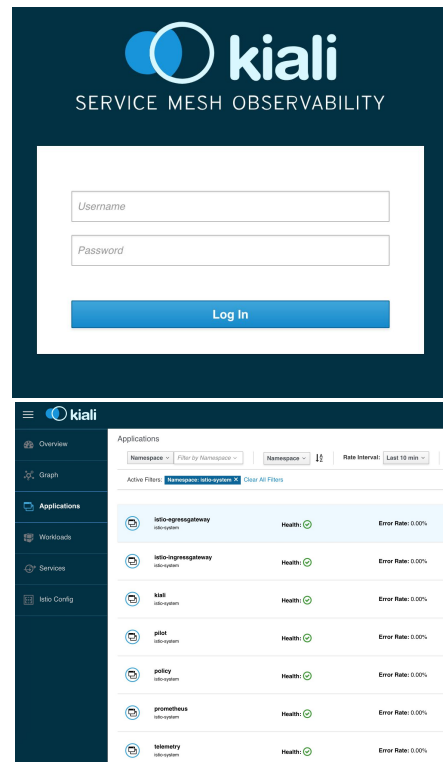 kiali
SERVICE MESH OBSERVABILITY
Username
Password
Log In
kiali
Overview
Graph
Applications
Workloads
Services
Istio Config
Applications
Namespace Filter by Namespace Namespace Rate Interval: Last 10 min
Active Filters: Namespace: istio-system X Clear All Filters
istio-egressgateway
istio-system
Health: Error Rate: 0.00%
istio-ingressgateway
istio-system
Health: Error Rate: 0.00%
kiali
istio-system
Health: Error Rate: 0.00%
pilot
istio-system
Health: Error Rate: 0.00%
policy
istio-system
Health: Error Rate: 0.00%
prometheus
istio-system
Health: Error Rate: 0.00%
telemetry
istio-system
Health: Error Rate: 0.00%